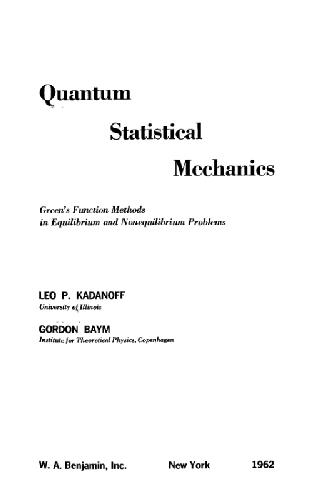 Quantum
Statistical
Mechanics
Green's Function Methods
in Equilibrium and Nonequilibrium Problems
LEO P. KADANOFF
University of Illinois
GORDON BAYM
Institute for Theoretical Physics, Copenhagen
W. A. Benjamin, Inc. New York 1962